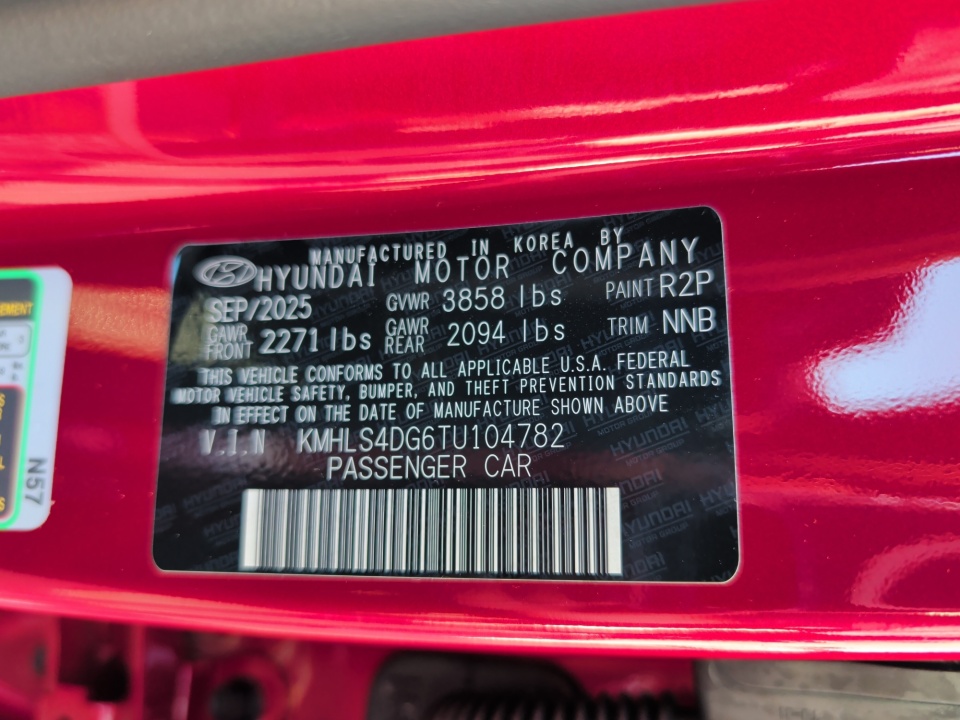 MANUFACTURED IN KOREA BY
HYUNDAI MOTOR COMPANY
SEP/2025 GVWR 3858 lbs PAINT R2P
GAWR FRONT 2271 lbs GAWR REAR 2094 lbs TRIM NNB
THIS VEHICLE CONFORMS TO ALL APPLICABLE U.S.A. FEDERAL
MOTOR VEHICLE SAFETY, BUMPER, AND THEFT PREVENTION STANDARDS
IN EFFECT ON THE DATE OF MANUFACTURE SHOWN ABOVE
V.I.N KMHLS4DG6TU104782
PASSENGER CAR
N57